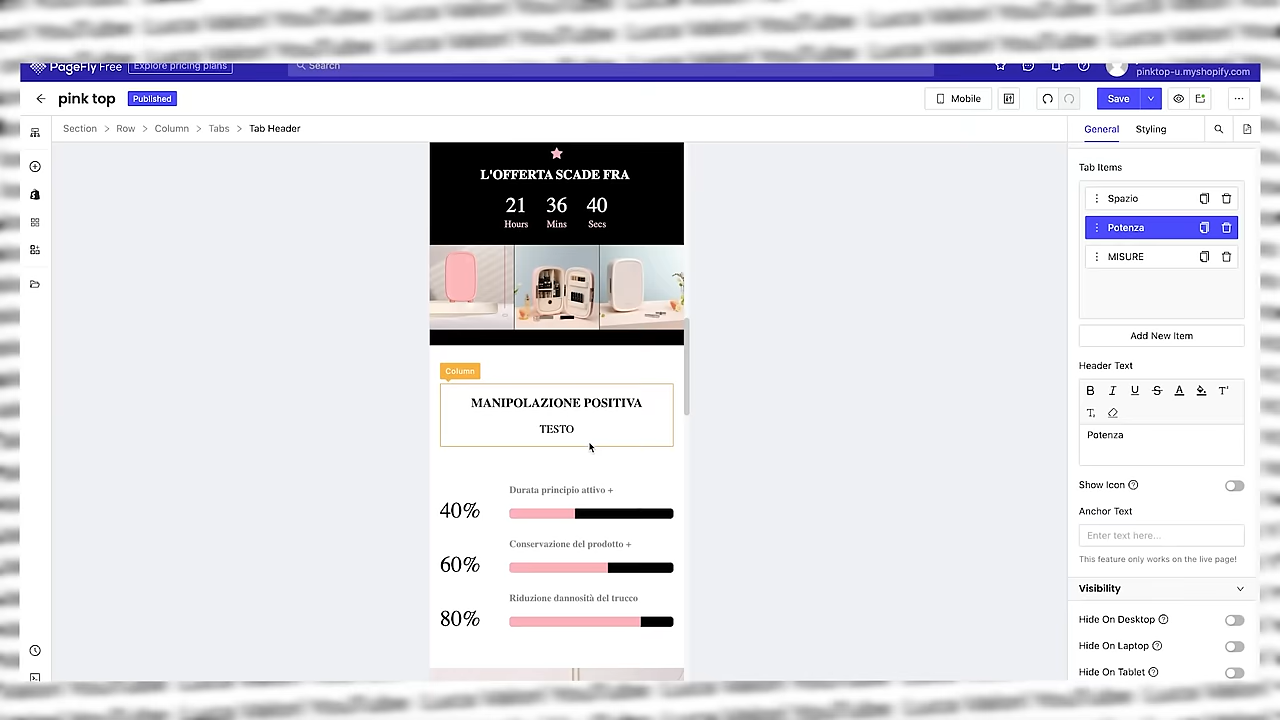 PageFly Free
Explore pricing plans
Search
pinktop-u.myshopify.com
pink top
Published
Mobile
Save
Section > Row > Column > Tabs > Tab Header
General
Styling
L'OFFERTA SCADE FRA
21 36 40
Hours Mins Secs
Column
MANIPOLAZIONE POSITIVA
TESTO
Durata principio attivo +
40%
Conservazione del prodotto +
60%
Riduzione dannosità del trucco
80%
Tab Items
Spazio
Potenza
MISURE
Add New Item
Header Text
B I U S A T
T
Potenza
Show Icon
Anchor Text
Enter text here...
This feature only works on the live page!
Visibility
Hide On Desktop
Hide On Laptop
Hide On Tablet